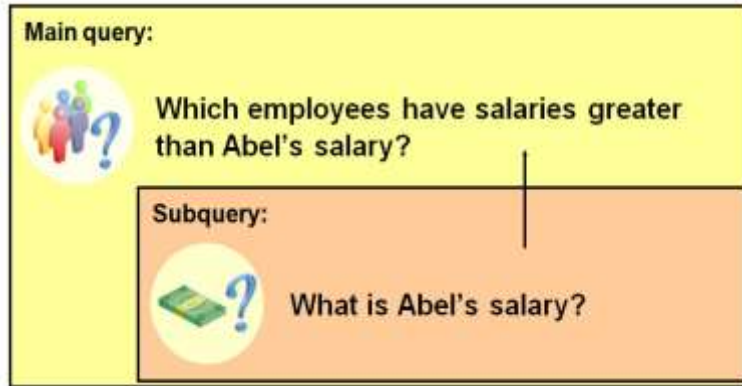 Main query:
Which employees have salaries greater
than Abel's salary?
Subquery:
What is Abel's salary?